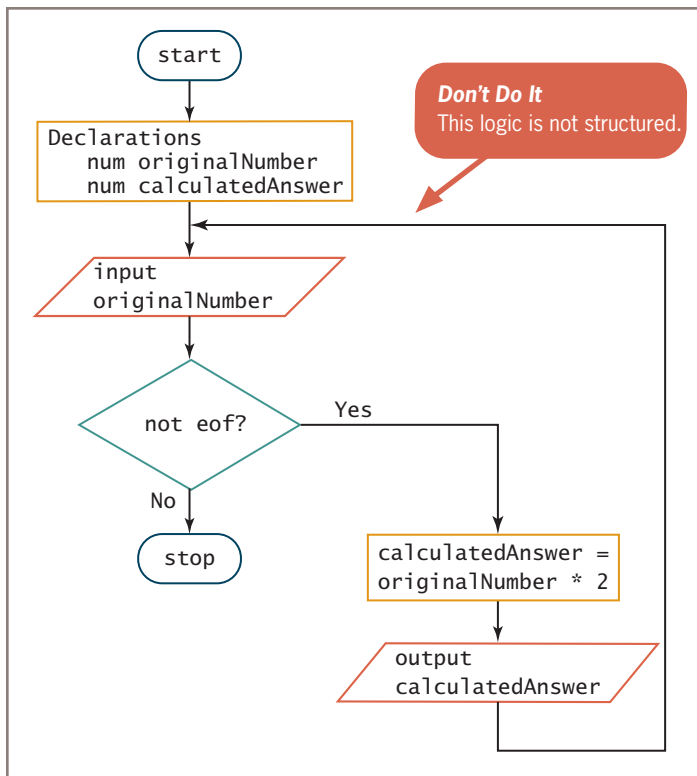 start
Don't Do It
This logic is not structured.
Declarations
num originalNumber
num calculatedAnswer
input
originalNumber
not eof?
Yes
No
stop
calculatedAnswer =
originalNumber * 2
output
calculatedAnswer